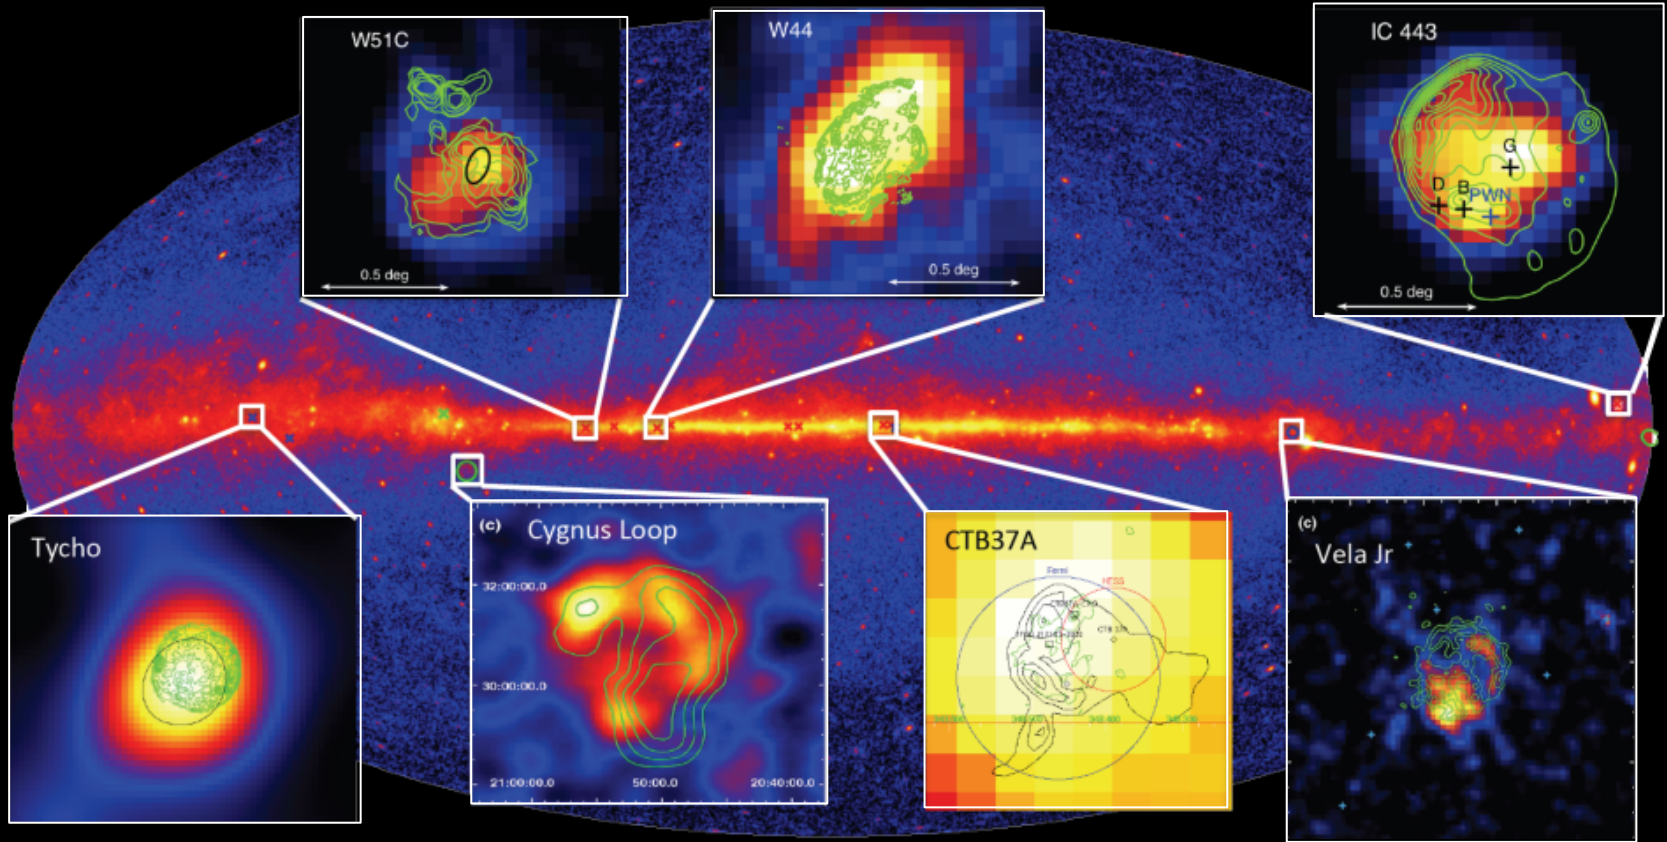 W51C
0.5 deg
W44
0.5 deg
IC 443
G
D
B
PWN
0.5 deg
Tycho
(c)
Cygnus Loop
32:00:00.0
30:00:00.0
21:00:00.0
50:00.0
20:40:00.0
CTB37A
Fermi
HESS
(c)
Vela Jr